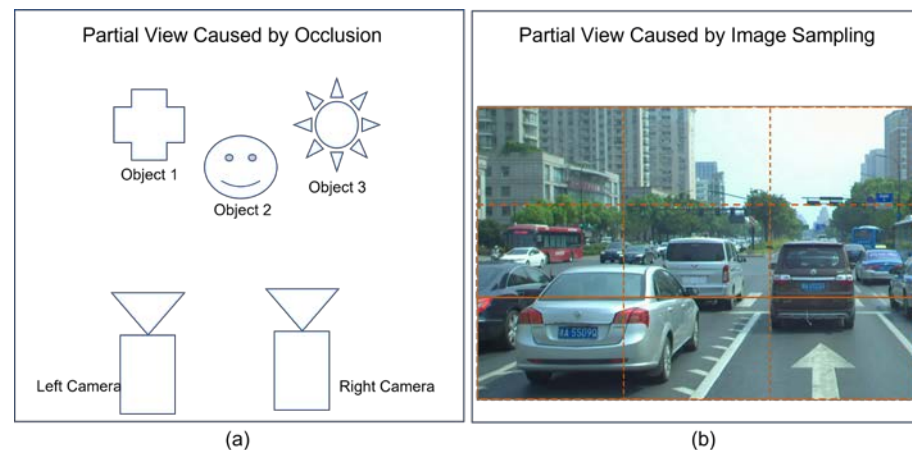 Partial View Caused by Occlusion
Object 1
Object 2
Object 3
Left Camera
Right Camera
(a)
Partial View Caused by Image Sampling
A 55090
(b)